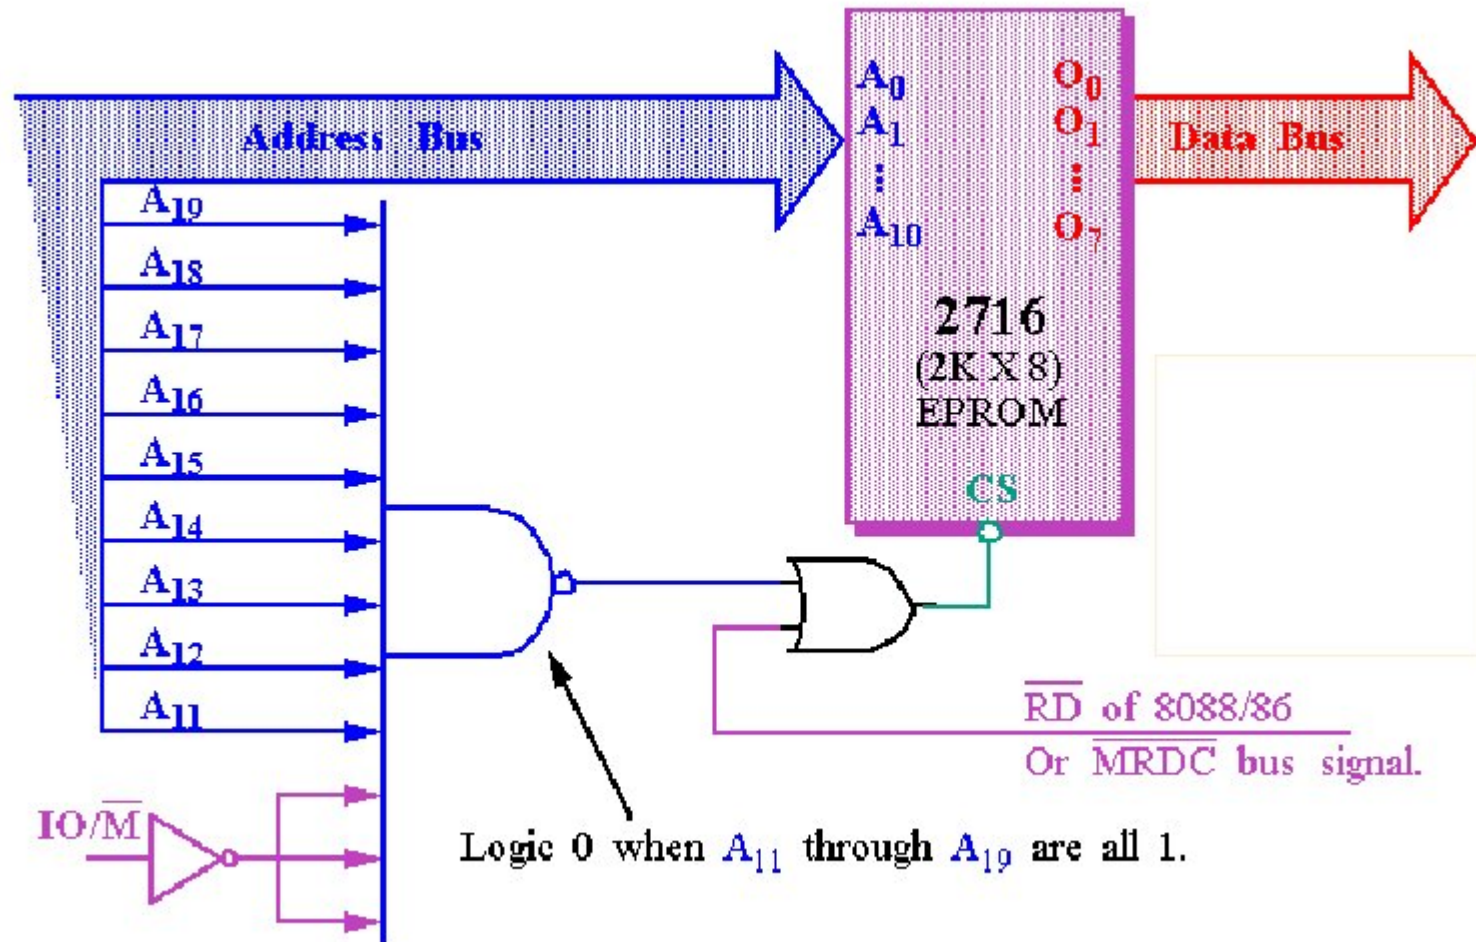 Address Bus
A₀
A₁
⋮
A₁₀
O₀
O₁
⋮
O₇
Data Bus
2716
(2K X 8)
EPROM
CS
A₁₉
A₁₈
A₁₇
A₁₆
A₁₅
A₁₄
A₁₃
A₁₂
A₁₁
IO/M̅
R̅D̅ of 8088/86
Or M̅R̅D̅C̅ bus signal.
Logic 0 when A₁₁ through A₁₉ are all 1.